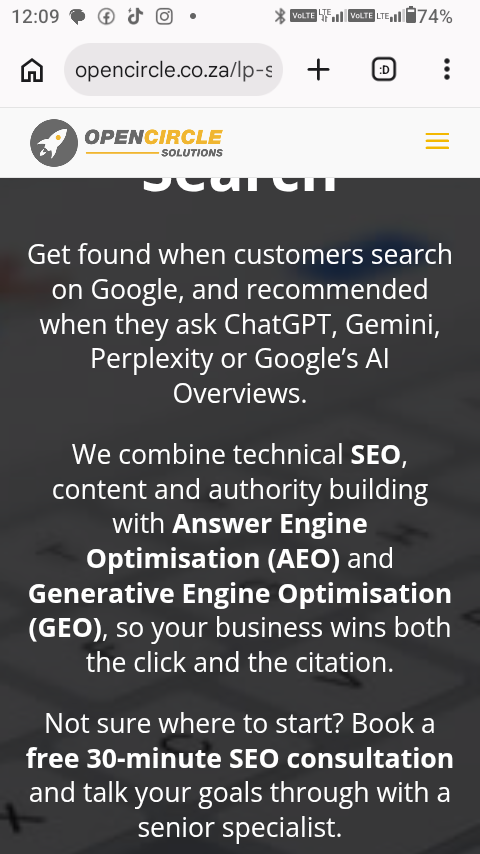 12:09
VoLTE LTE VoLTE LTE 74%
opencircle.co.za/lp-s
:D
OPENCIRCLE
SOLUTIONS
Search
Get found when customers search
on Google, and recommended
when they ask ChatGPT, Gemini,
Perplexity or Google’s AI
Overviews.
We combine technical SEO,
content and authority building
with Answer Engine
Optimisation (AEO) and
Generative Engine Optimisation
(GEO), so your business wins both
the click and the citation.
Not sure where to start? Book a
free 30-minute SEO consultation
and talk your goals through with a
senior specialist.